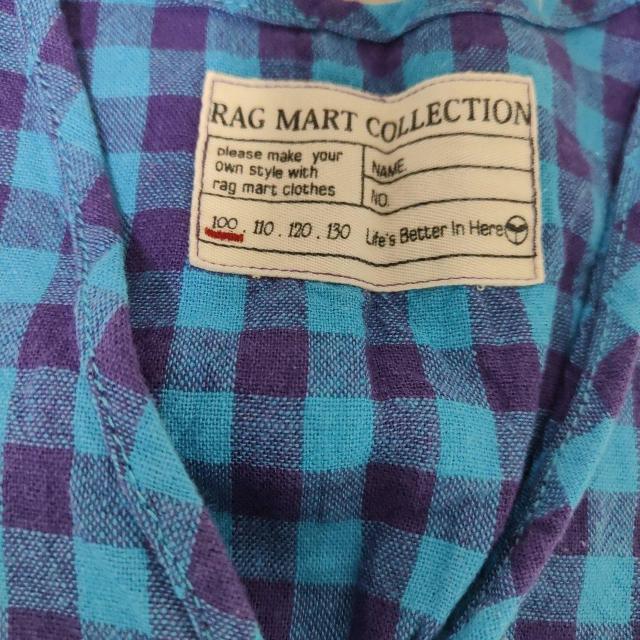 RAG MART COLLECTION
please make your
own style with
rag mart clothes
NAME.
NO.
100. 110. 120. 130 Life's Better In Here